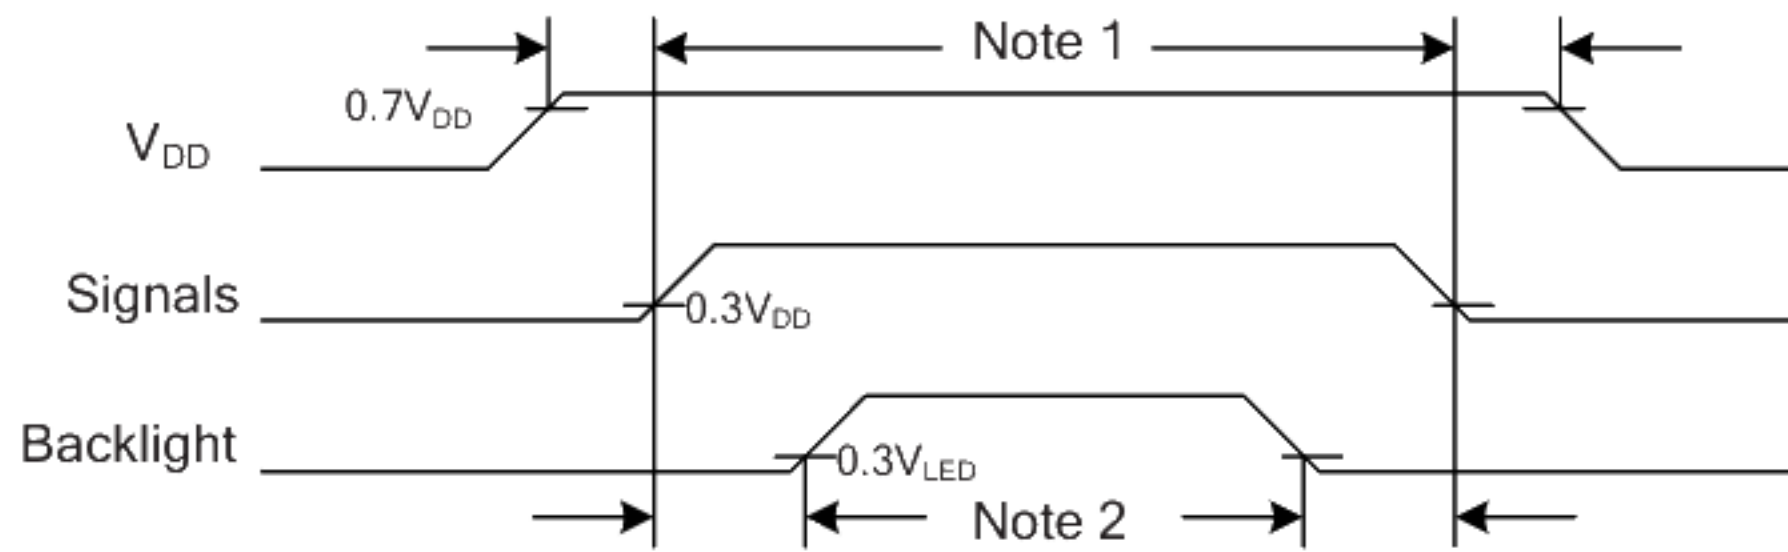 Note 1
0.7VDD
VDD
Signals
0.3VDD
Backlight
0.3VLED
Note 2